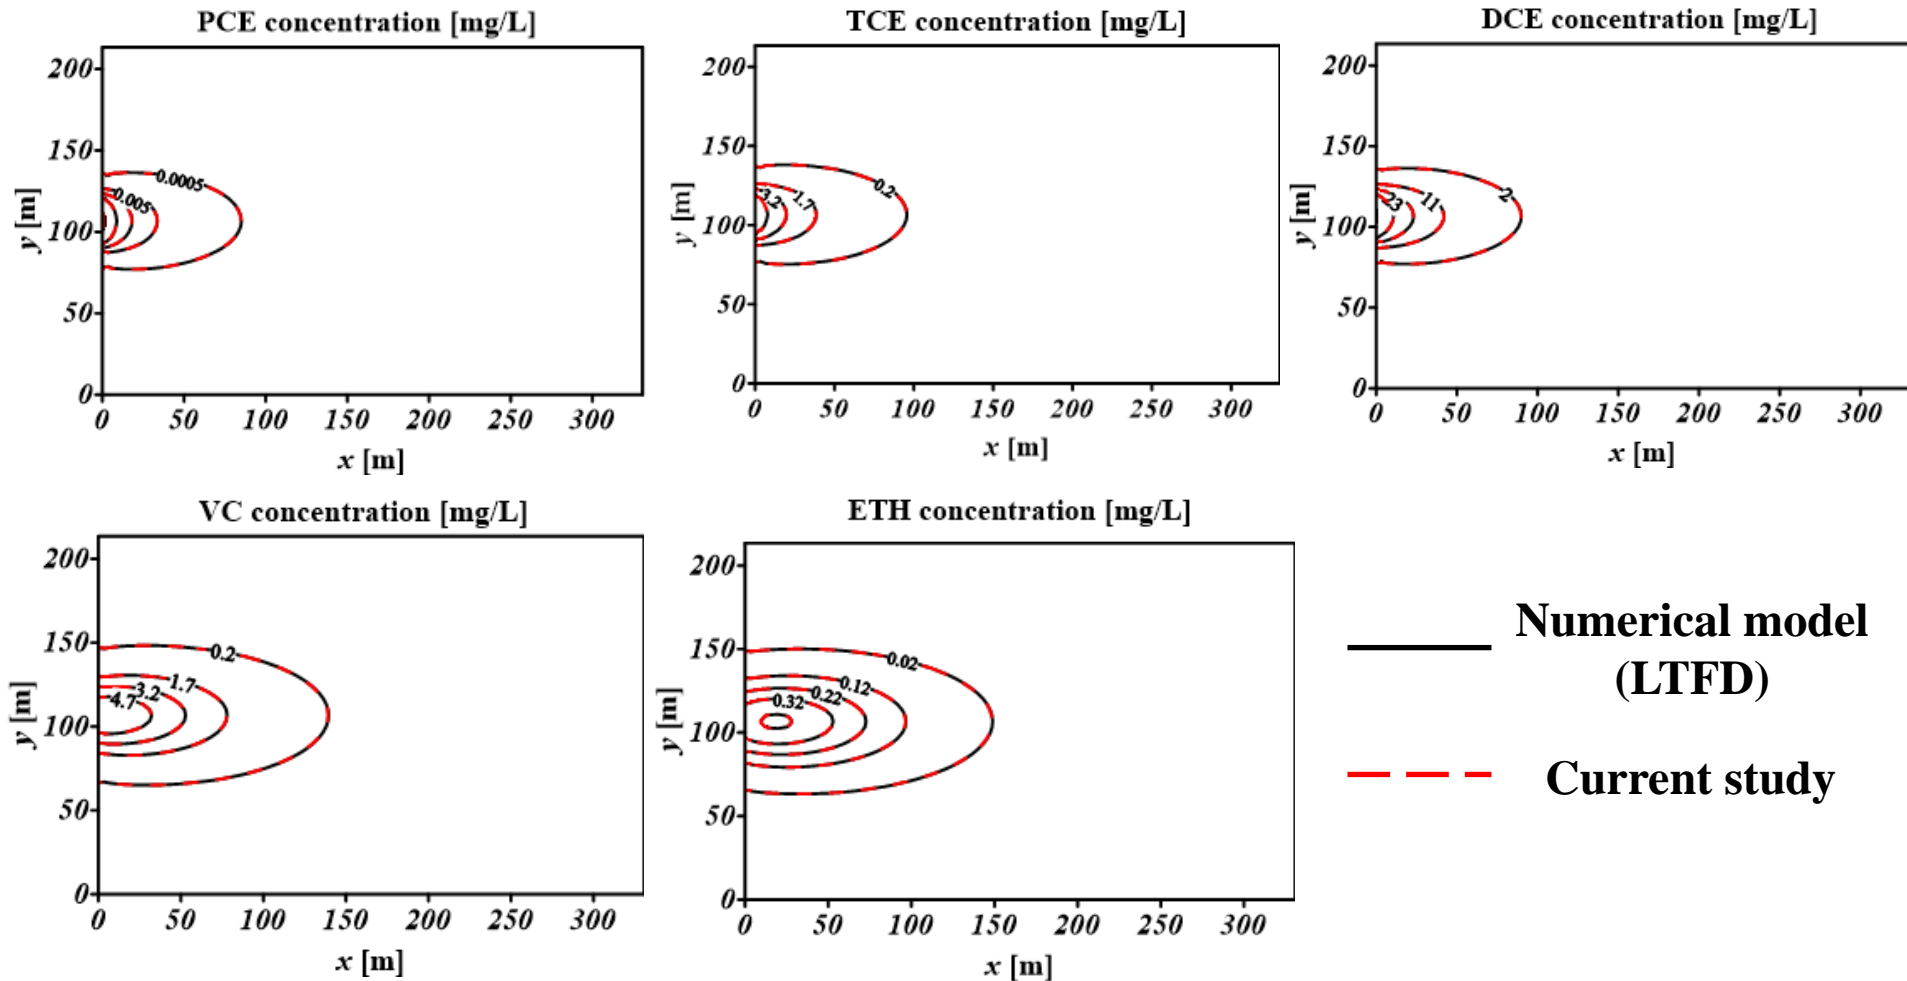 PCE concentration [mg/L]
200
150
100
50
0
y [m]
0.0005
0.005
0 50 100 150 200 250 300
x [m]
TCE concentration [mg/L]
200
150
100
50
0
y [m]
3.2
1.7
0.2
0 50 100 150 200 250 300
x [m]
DCE concentration [mg/L]
200
150
100
50
0
y [m]
23
11
2
0 50 100 150 200 250 300
x [m]
VC concentration [mg/L]
200
150
100
50
0
y [m]
0.2
1.7
3.2
4.7
0 50 100 150 200 250 300
x [m]
ETH concentration [mg/L]
200
150
100
50
0
y [m]
0.02
0.12
0.22
0.32
0 50 100 150 200 250 300
x [m]
Numerical model
(LTFD)
Current study